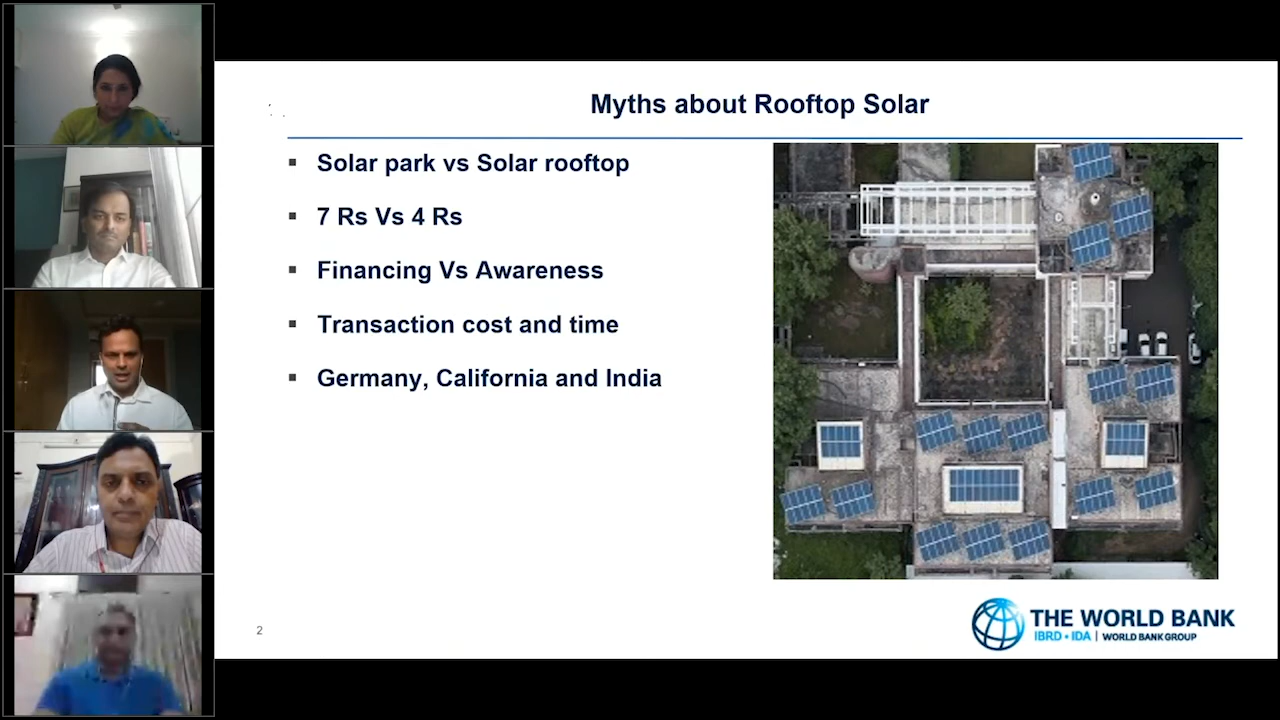 Myths about Rooftop Solar
Solar park vs Solar rooftop
7 Rs Vs 4 Rs
Financing Vs Awareness
Transaction cost and time
Germany, California and India
2
THE WORLD BANK
IBRD • IDA | WORLD BANK GROUP